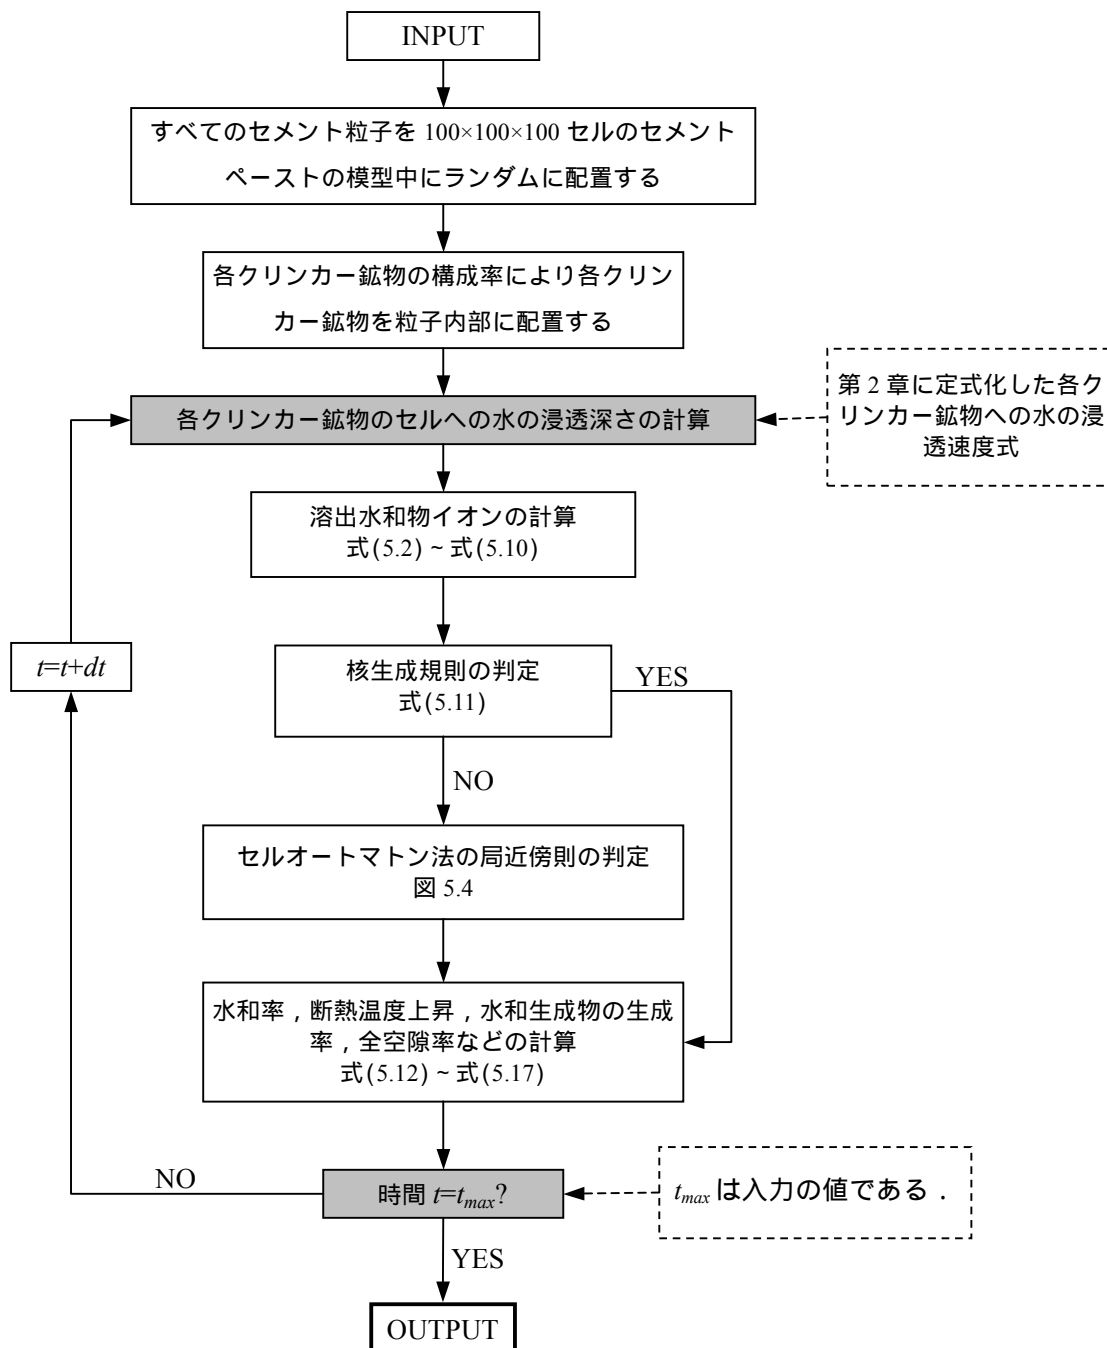 INPUT
すべてのセメント粒子を 100×100×100 セルのセメント
ペーストの模型中にランダムに配置する
各クリンカー鉱物の構成率により各クリン
カー鉱物を粒子内部に配置する
各クリンカー鉱物のセルへの水の浸透深さの計算
第 2 章に定式化した各ク
リンカー鉱物への水の浸
透速度式
溶出水和物イオンの計算
式(5.2) ~ 式(5.10)
t=t+dt
核生成規則の判定
式(5.11)
YES
NO
セルオートマトン法の局近傍則の判定
図 5.4
水和率，断熱温度上昇，水和生成物の生成
率，全空隙率などの計算
式(5.12) ~ 式(5.17)
NO
時間 t=tmax?
tmax は入力の値である．
YES
OUTPUT